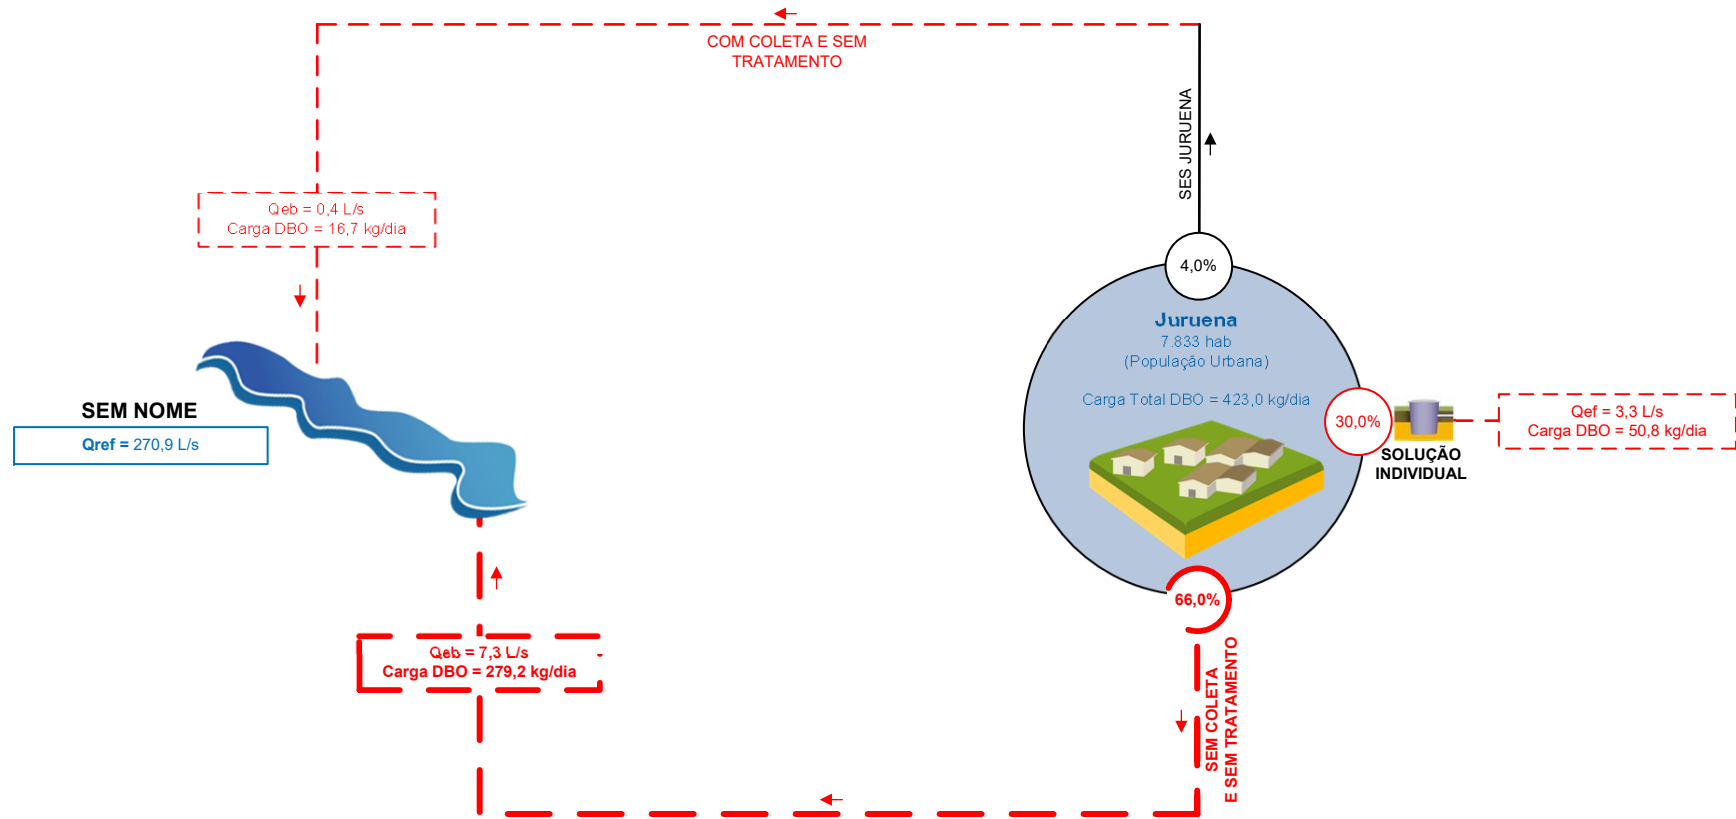 COM COLETA E SEM
TRATAMENTO
SES JURUENA
Qeb = 0,4 L/s
Carga DBO = 16,7 kg/dia
4,0%
Juruena
7.833 hab
(População Urbana)
Carga Total DBO = 423,0 kg/dia
SEM NOME
Qref = 270,9 L/s
30,0%
SOLUÇÃO
INDIVIDUAL
Qef = 3,3 L/s
Carga DBO = 50,8 kg/dia
66,0%
SEM COLETA
E SEM TRATAMENTO
Qeb = 7,3 L/s
Carga DBO = 279,2 kg/dia